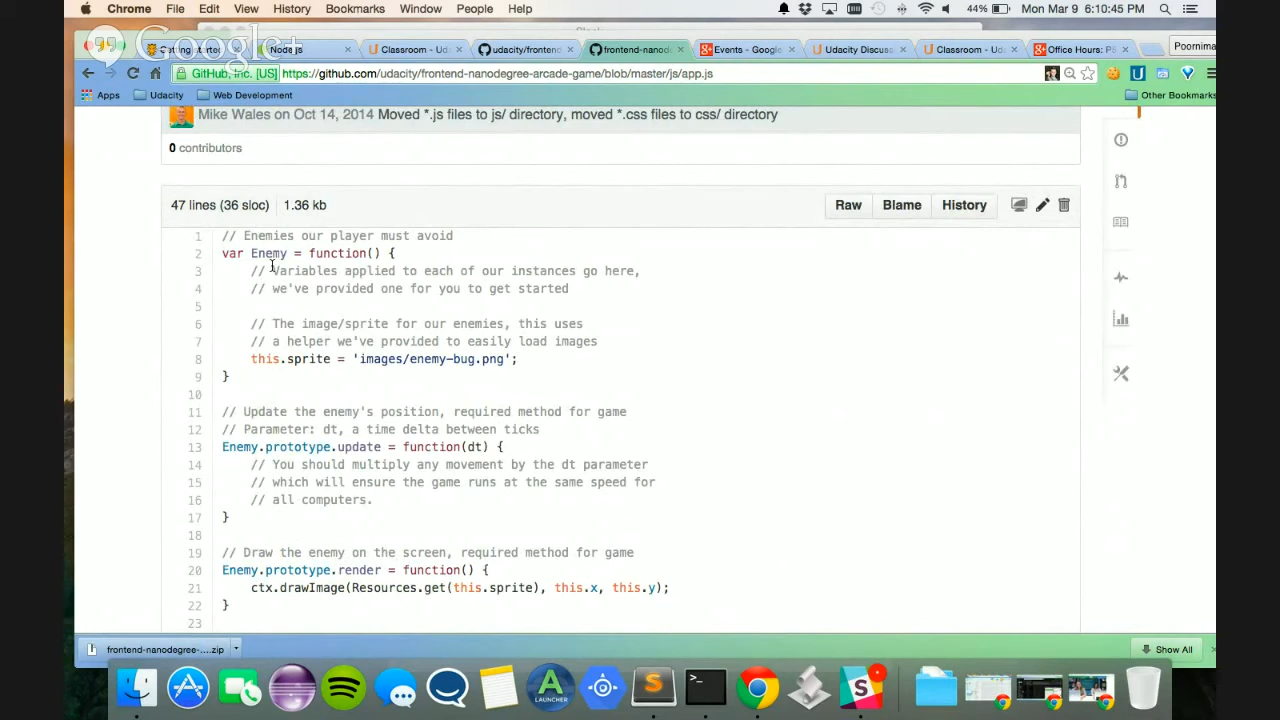 Chrome File Edit View History Bookmarks Window People Help 44% Mon Mar 9 6:10:45 PM
Google+
Node.js Classroom - Uda udacity/frontend frontend-nanode Events - Google Udacity Discuss Classroom - Uda Office Hours: P5 Poornima
GitHub, Inc. [US] https://github.com/udacity/frontend-nanodegree-arcade-game/blob/master/js/app.js
Apps Udacity Web Development Other Bookmarks
Mike Wales on Oct 14, 2014 Moved *.js files to js/ directory, moved *.css files to css/ directory
0 contributors
47 lines (36 sloc) 1.36 kb Raw Blame History
1 // Enemies our player must avoid
2 var Enemy = function() {
3 // Variables applied to each of our instances go here,
4 // we've provided one for you to get started
5
6 // The image/sprite for our enemies, this uses
7 // a helper we've provided to easily load images
8 this.sprite = 'images/enemy-bug.png';
9 }
10
11 // Update the enemy's position, required method for game
12 // Parameter: dt, a time delta between ticks
13 Enemy.prototype.update = function(dt) {
14 // You should multiply any movement by the dt parameter
15 // which will ensure the game runs at the same speed for
16 // all computers.
17 }
18
19 // Draw the enemy on the screen, required method for game
20 Enemy.prototype.render = function() {
21 ctx.drawImage(Resources.get(this.sprite), this.x, this.y);
22 }
23
frontend-nanodegree-....zip Show All
LAUNCHER